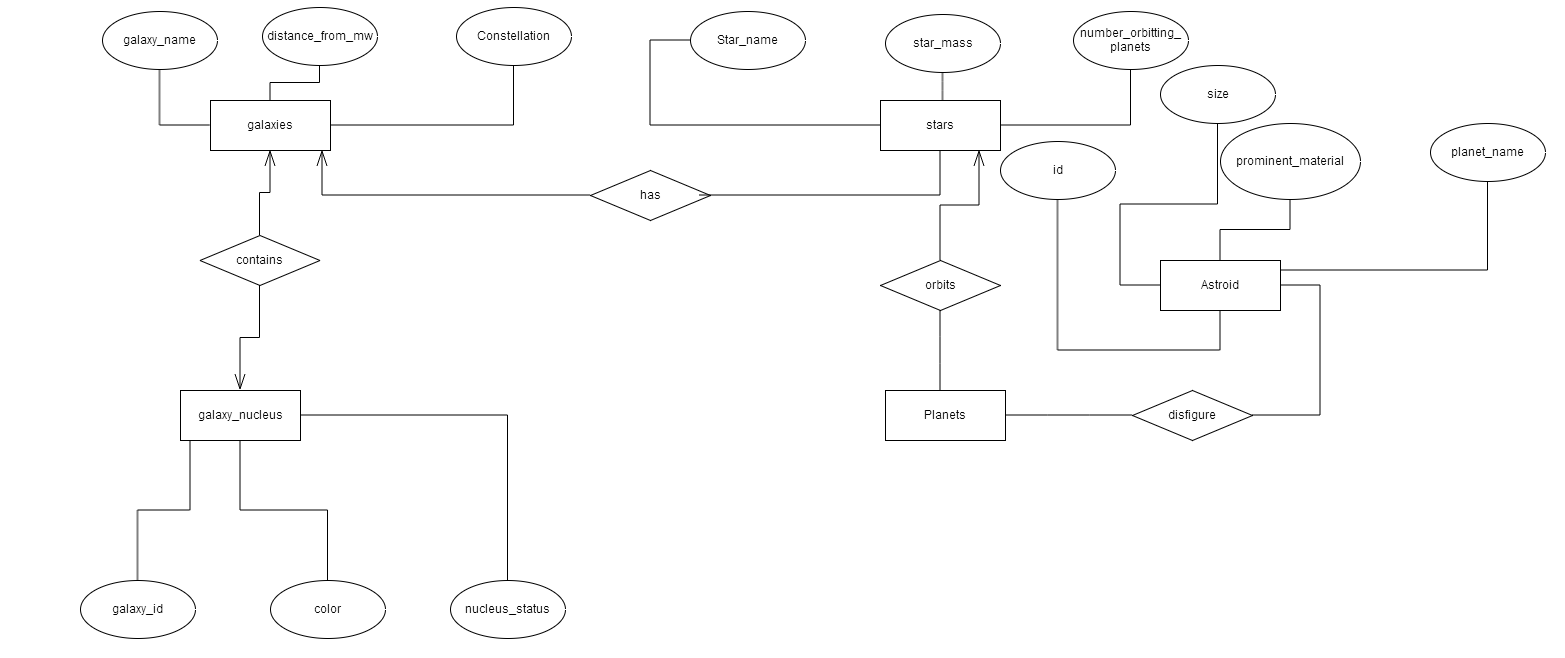 galaxy_name
distance_from_mw
Constellation
Star_name
star_mass
number_orbitting_
planets
size
galaxies
stars
planet_name
prominent_material
id
has
contains
orbits
Astroid
galaxy_nucleus
Planets
disfigure
galaxy_id
color
nucleus_status